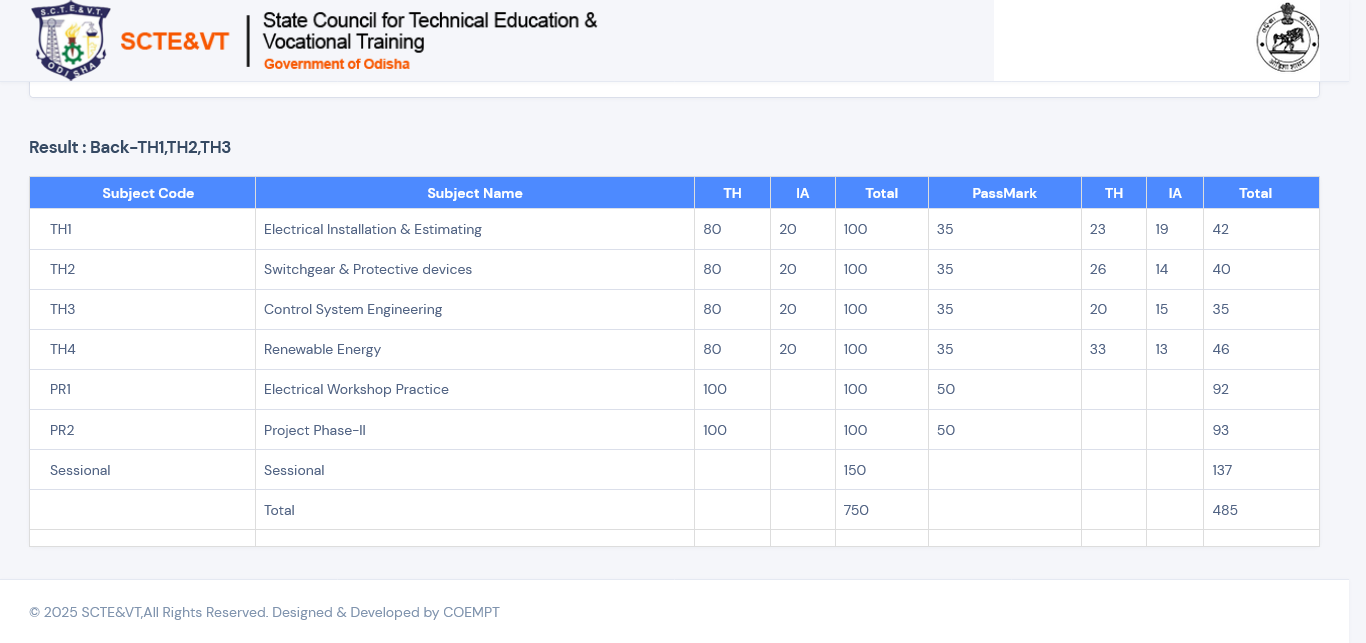 S.C.T.E.&V.T.
ODISHA
SCTE&VT
State Council for Technical Education &
Vocational Training
Government of Odisha
Result : Back-TH1,TH2,TH3
Subject Code Subject Name TH IA Total PassMark TH IA Total
TH1 Electrical Installation & Estimating 80 20 100 35 23 19 42
TH2 Switchgear & Protective devices 80 20 100 35 26 14 40
TH3 Control System Engineering 80 20 100 35 20 15 35
TH4 Renewable Energy 80 20 100 35 33 13 46
PR1 Electrical Workshop Practice 100 100 50 92
PR2 Project Phase-II 100 100 50 93
Sessional Sessional 150 137
Total 750 485
© 2025 SCTE&VT,All Rights Reserved. Designed & Developed by COEMPT